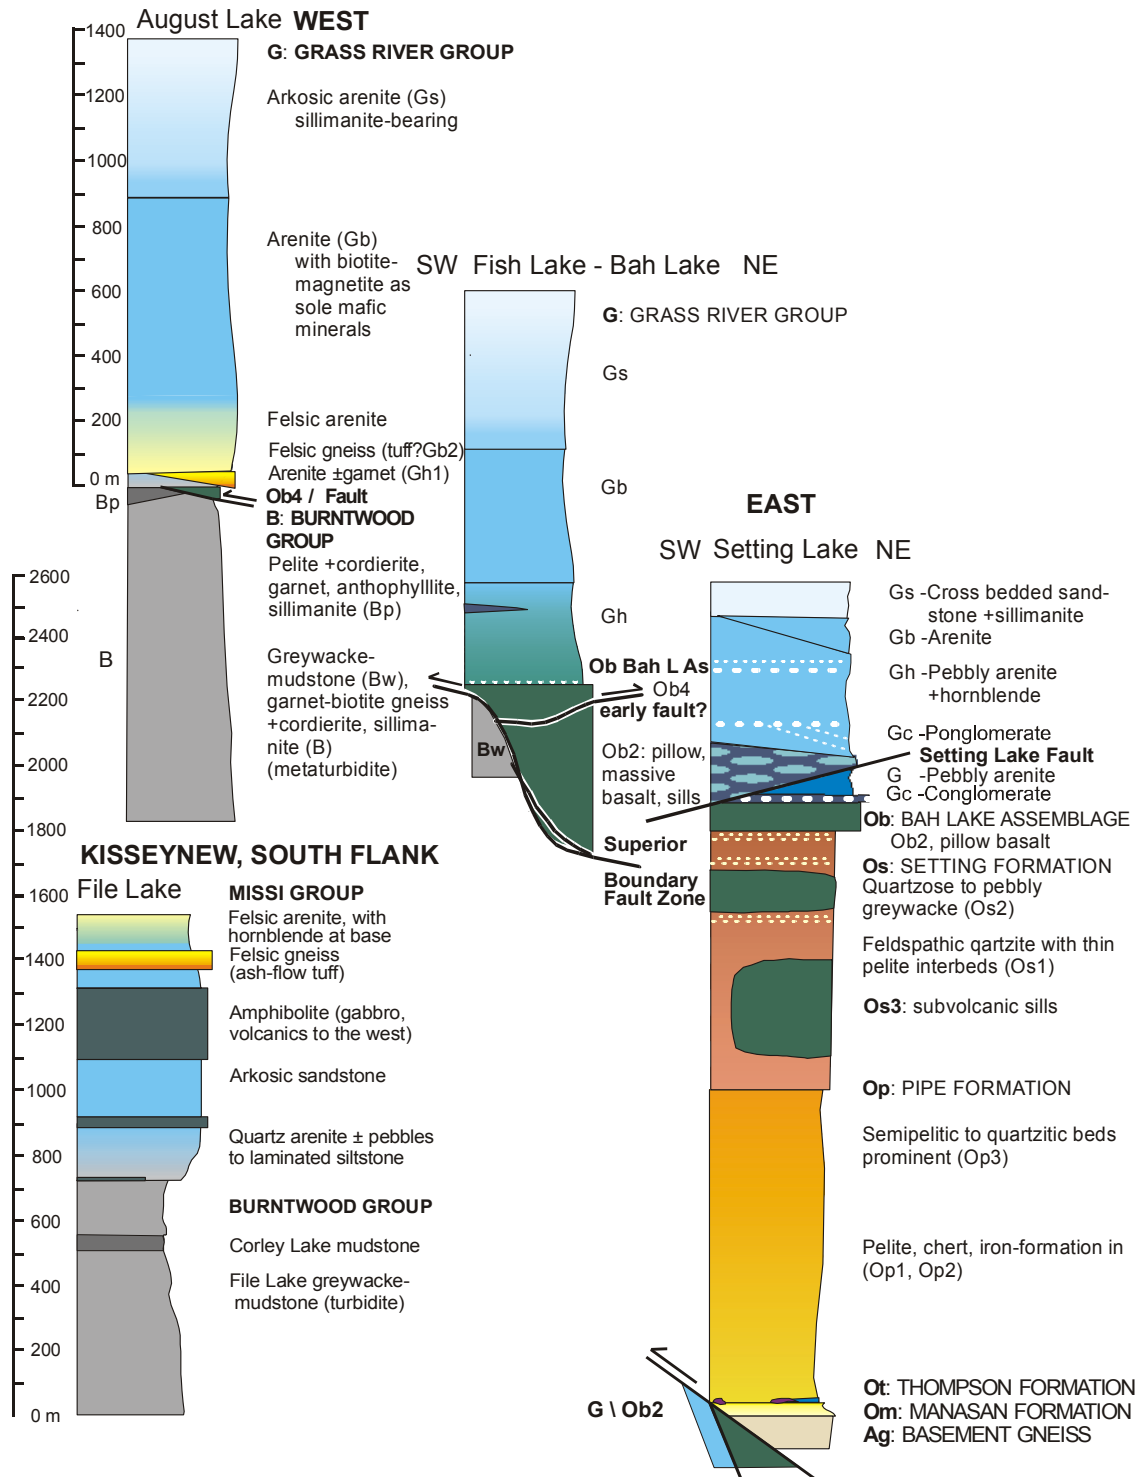 August Lake WEST
1400
G: GRASS RIVER GROUP
1200
Arkosic arenite (Gs)
sillimanite-bearing
1000
800
Arenite (Gb)
with biotite-
magnetite as
sole mafic
minerals
600
400
200
Felsic arenite
Felsic gneiss (tuff?Gb2)
Arenite ±garnet (Gh1)
0 m
Bp
Ob4 / Fault
B: BURNTWOOD
GROUP
Pelite +cordierite,
garnet, anthophylllite,
sillimanite (Bp)
B
Greywacke-
mudstone (Bw),
garnet-biotite gneiss
+cordierite, sillima-
nite (B)
(metaturbidite)
SW Fish Lake - Bah Lake NE
G: GRASS RIVER GROUP
Gs
Gb
Gh
Ob Bah L As
Ob4
early fault?
Bw
Ob2: pillow,
massive
basalt, sills
Superior
Boundary
Fault Zone
EAST
SW Setting Lake NE
Gs -Cross bedded sand-
stone +sillimanite
Gb -Arenite
Gh -Pebbly arenite
+hornblende
Gc -Ponglomerate
Setting Lake Fault
G -Pebbly arenite
Gc -Conglomerate
Ob: BAH LAKE ASSEMBLAGE
Ob2, pillow basalt
Os: SETTING FORMATION
Quartzose to pebbly
greywacke (Os2)
Feldspathic qartzite with thin
pelite interbeds (Os1)
Os3: subvolcanic sills
Op: PIPE FORMATION
Semipelitic to quartzitic beds
prominent (Op3)
Pelite, chert, iron-formation in
(Op1, Op2)
Ot: THOMPSON FORMATION
Om: MANASAN FORMATION
Ag: BASEMENT GNEISS
G \ Ob2
2600
2400
2200
2000
1800
1600
1400
1200
1000
800
600
400
200
0 m
KISSEYNEW, SOUTH FLANK
File Lake
MISSI GROUP
Felsic arenite, with
hornblende at base
Felsic gneiss
(ash-flow tuff)
Amphibolite (gabbro,
volcanics to the west)
Arkosic sandstone
Quartz arenite ± pebbles
to laminated siltstone
BURNTWOOD GROUP
Corley Lake mudstone
File Lake greywacke-
mudstone (turbidite)